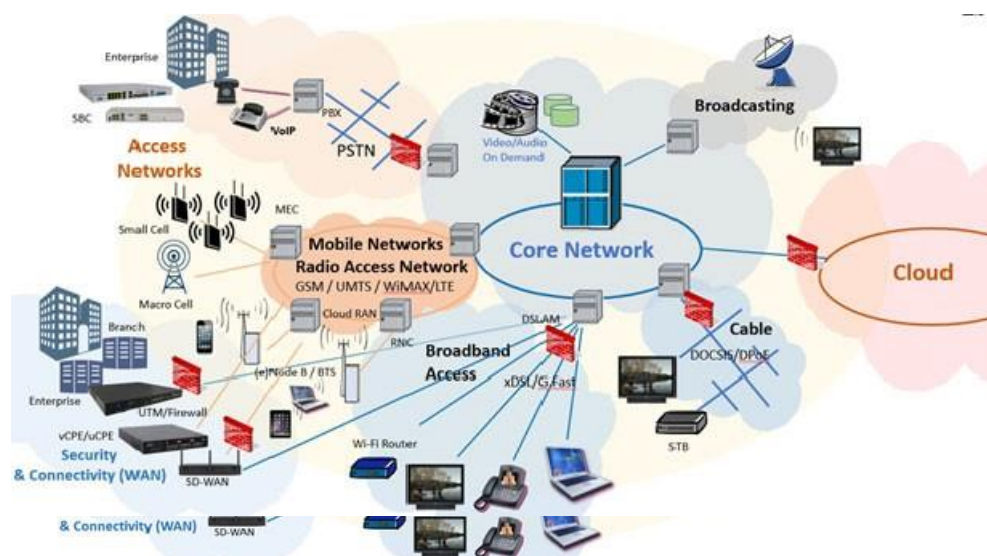 Enterprise
SBC
VoIP
PBX
PSTN
Video/Audio
On Demand!
Broadcasting
Access
Networks
Small Cell
MEC
Macro Cell
Mobile Networks
Radio Access Network
GSM / UMTS / WiMAX/LTE
Cloud RAN
RNC
Core Network
Cloud
DSLAM
Cable
DOCSIS/DPoE
Broadband
Access
xDSL/G.Fast
(e)Node B / BTS
Branch
Enterprise
UTM/Firewall
vCPE/uCPE
Security
& Connectivity (WAN)
SD-WAN
Wi-Fi Router
STB
& Connectivity (WAN)
SD-WAN